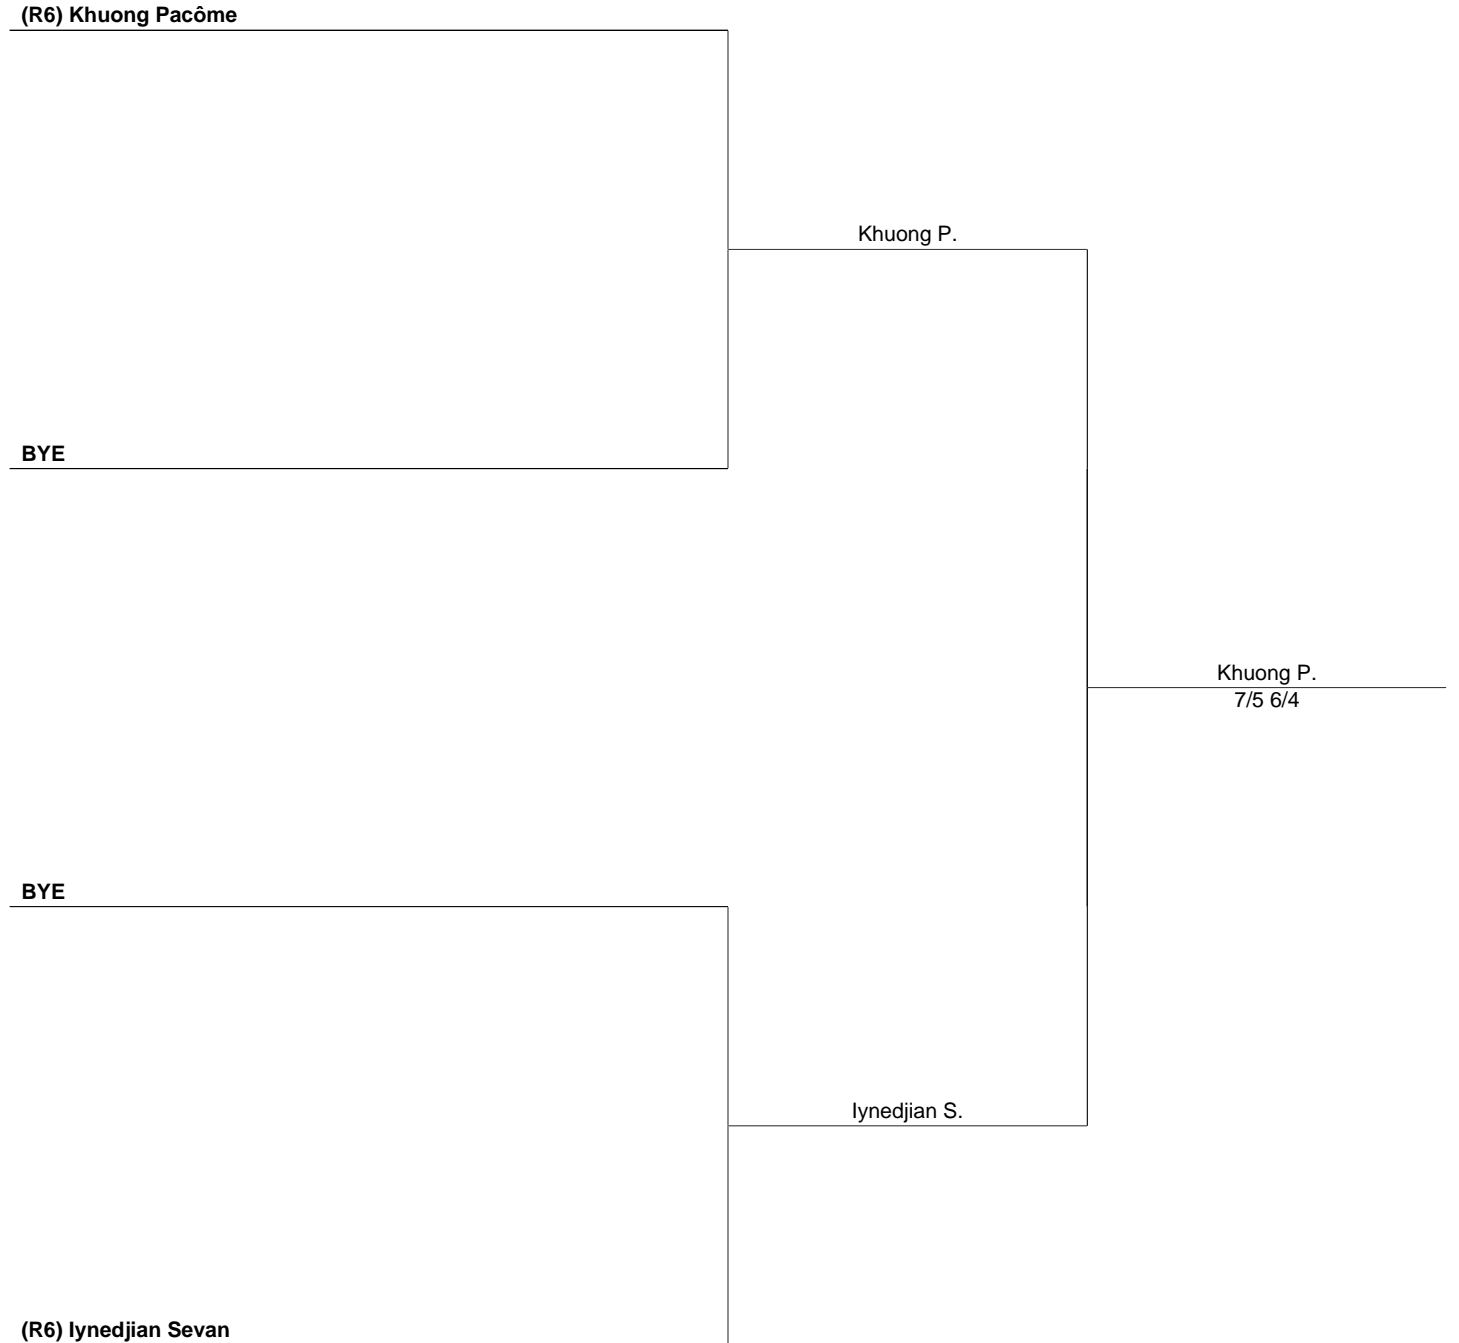 (R6) Khuong Pacôme
Khuong P.
BYE
Khuong P.
7/5 6/4
BYE
Iynedjian S.
(R6) Iynedjian Sevan